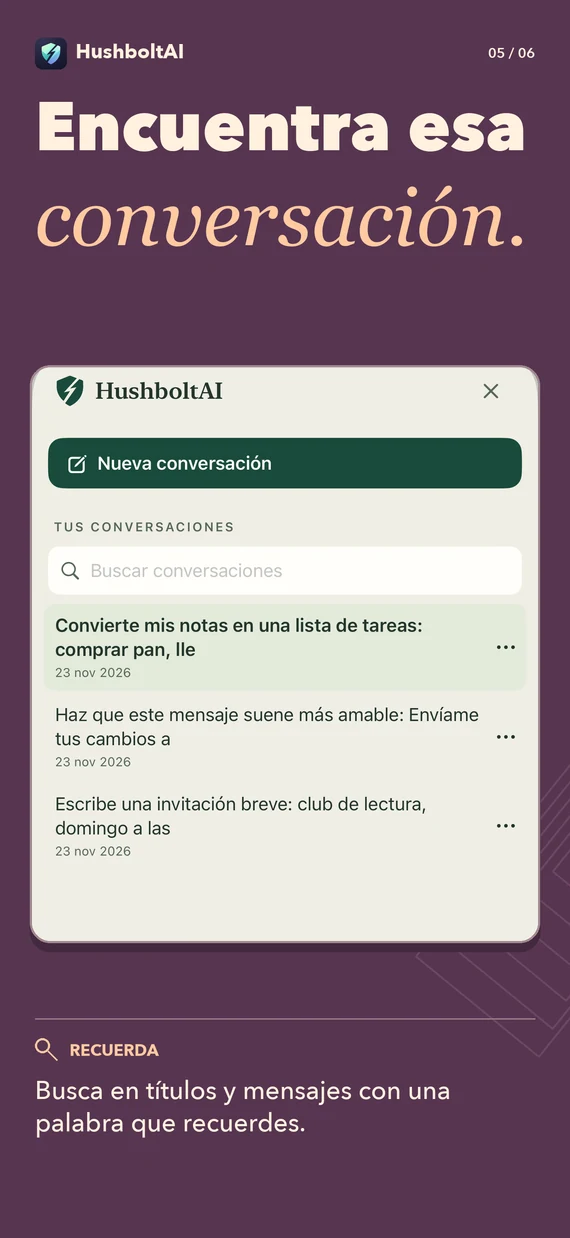 HushboltAI
05 / 06
Encuentra esa
conversación.
HushboltAI
Nueva conversación
TUS CONVERSACIONES
Buscar conversaciones
Convierte mis notas en una lista de tareas:
comprar pan, lle
23 nov 2026
Haz que este mensaje suene más amable: Envíame
tus cambios a
23 nov 2026
Escribe una invitación breve: club de lectura,
domingo a las
23 nov 2026
RECUERDA
Busca en títulos y mensajes con una
palabra que recuerdes.